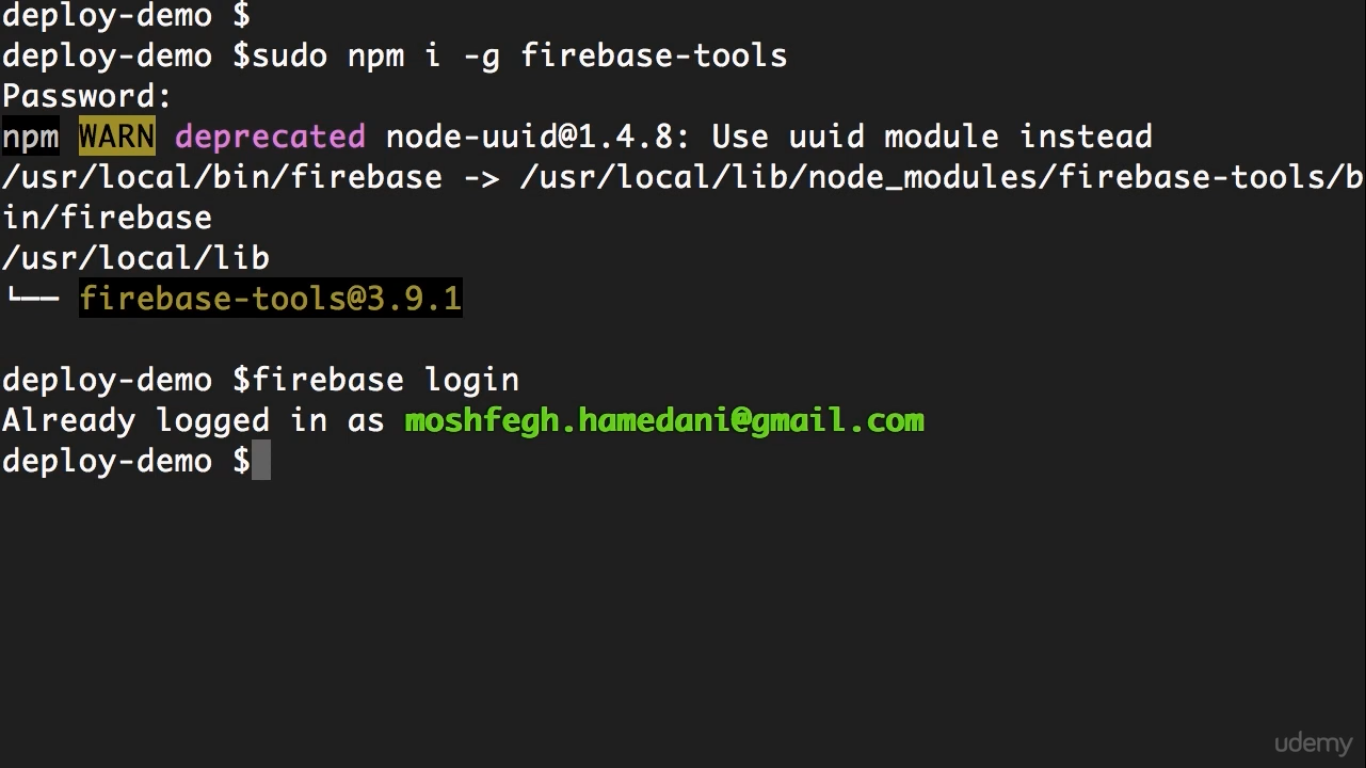 deploy-demo $
deploy-demo $sudo npm i -g firebase-tools
Password:
npm WARN deprecated node-uuid@1.4.8: Use uuid module instead
/usr/local/bin/firebase -> /usr/local/lib/node_modules/firebase-tools/b
in/firebase
/usr/local/lib
└── firebase-tools@3.9.1
deploy-demo $firebase login
Already logged in as moshfegh.hamedani@gmail.com
deploy-demo $
udemy